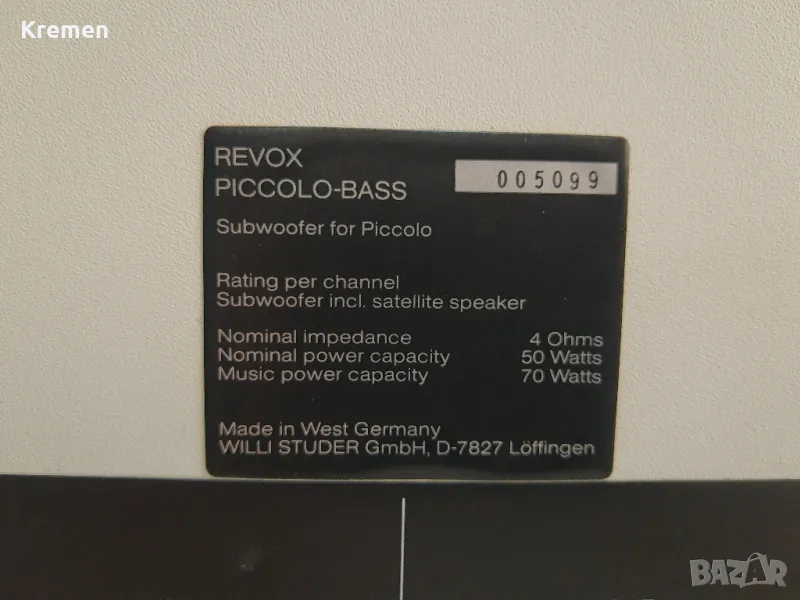 Kremen
REVOX
PICCOLO-BASS
005099
Subwoofer for Piccolo
Rating per channel
Subwoofer incl. satellite speaker
Nominal impedance 4 Ohms
Nominal power capacity 50 Watts
Music power capacity 70 Watts
Made in West Germany
WILLI STUDER GmbH, D-7827 Löffingen
BAZAR